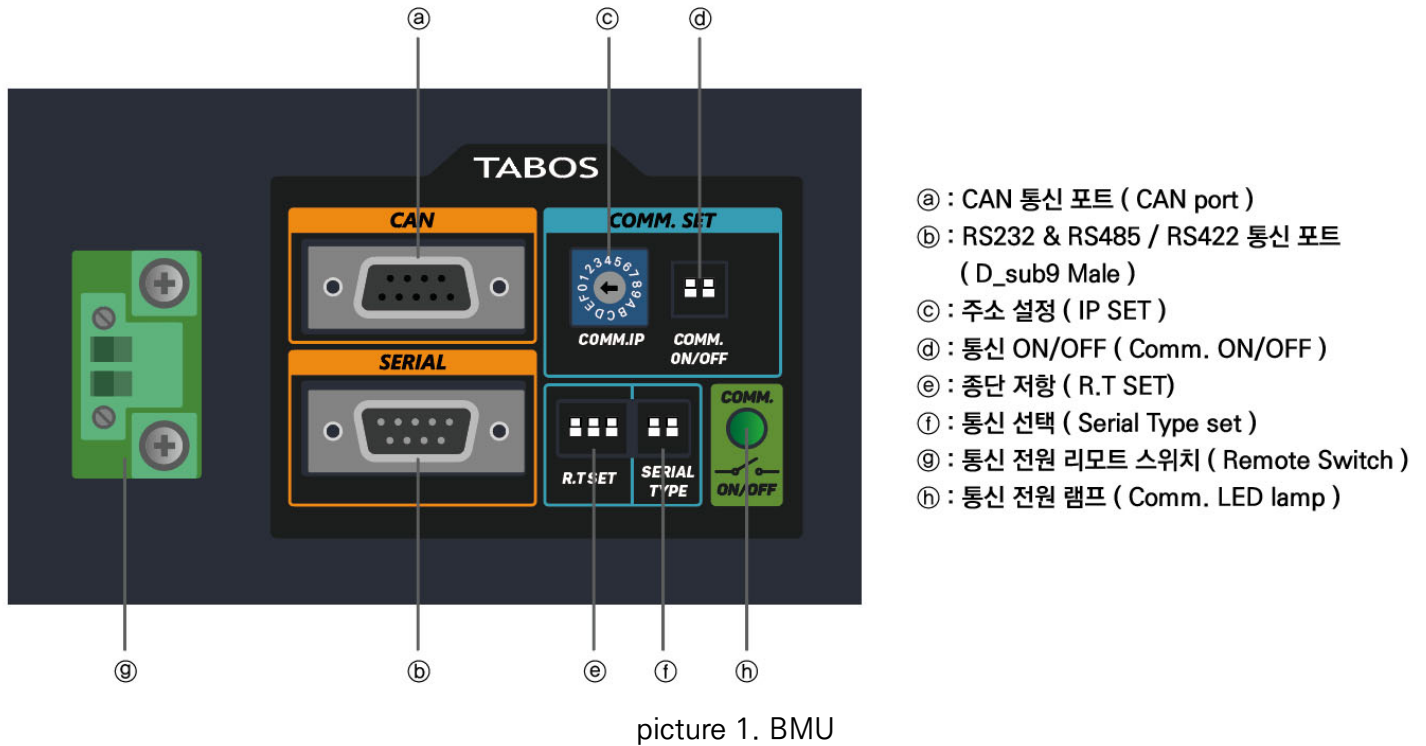 ⓐ ⓒ ⓓ
TABOS
CAN
COMM. SET
0123456789ABCDEF
COMM.IP
COMM.
ON/OFF
SERIAL
R.T SET
SERIAL
TYPE
COMM.
ON/OFF
ⓖ ⓑ ⓔ ⓕ ⓗ
ⓐ : CAN 통신 포트 ( CAN port )
ⓑ : RS232 & RS485 / RS422 통신 포트
( D_sub9 Male )
ⓒ : 주소 설정 ( IP SET )
ⓓ : 통신 ON/OFF ( Comm. ON/OFF )
ⓔ : 종단 저항 ( R.T SET)
ⓕ : 통신 선택 ( Serial Type set )
ⓖ : 통신 전원 리모트 스위치 ( Remote Switch )
ⓗ : 통신 전원 램프 ( Comm. LED lamp )
picture 1. BMU